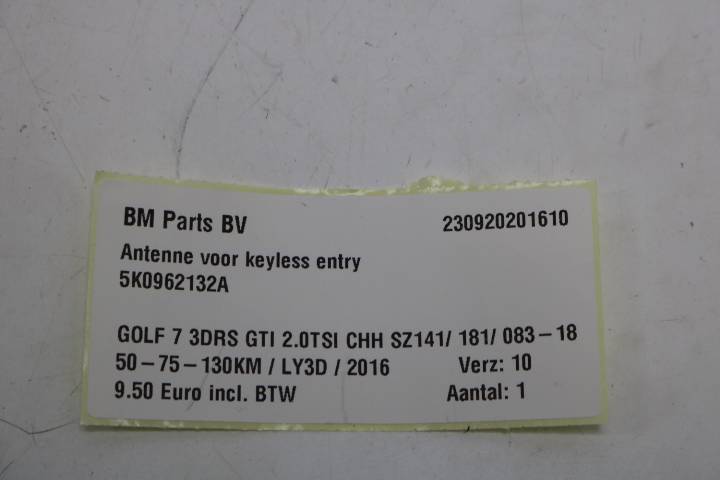 BM Parts BV 230920201610
Antenne voor keyless entry
5K0962132A
GOLF 7 3DRS GTI 2.0TSI CHH SZ141/ 181/ 083-18
50-75-130KM / LY3D / 2016 Verz: 10
9.50 Euro incl. BTW Aantal: 1